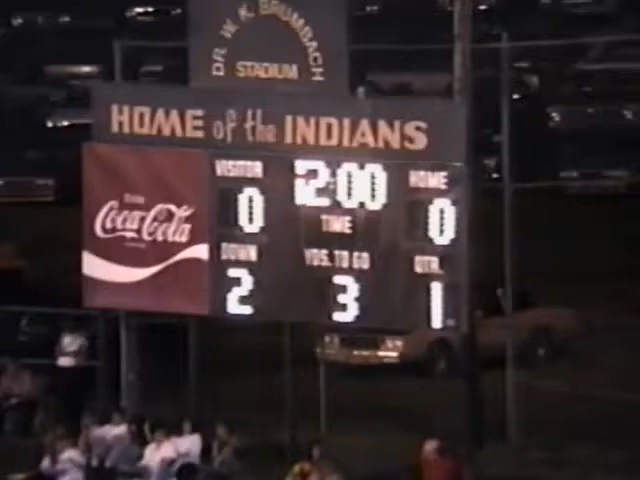 DR. W. K. BRUMBACH
STADIUM
HOME of the INDIANS
VISITOR 12:00 HOME
0 TIME 0
DOWN YDS. TO GO QTR.
2 3 1
Coca-Cola